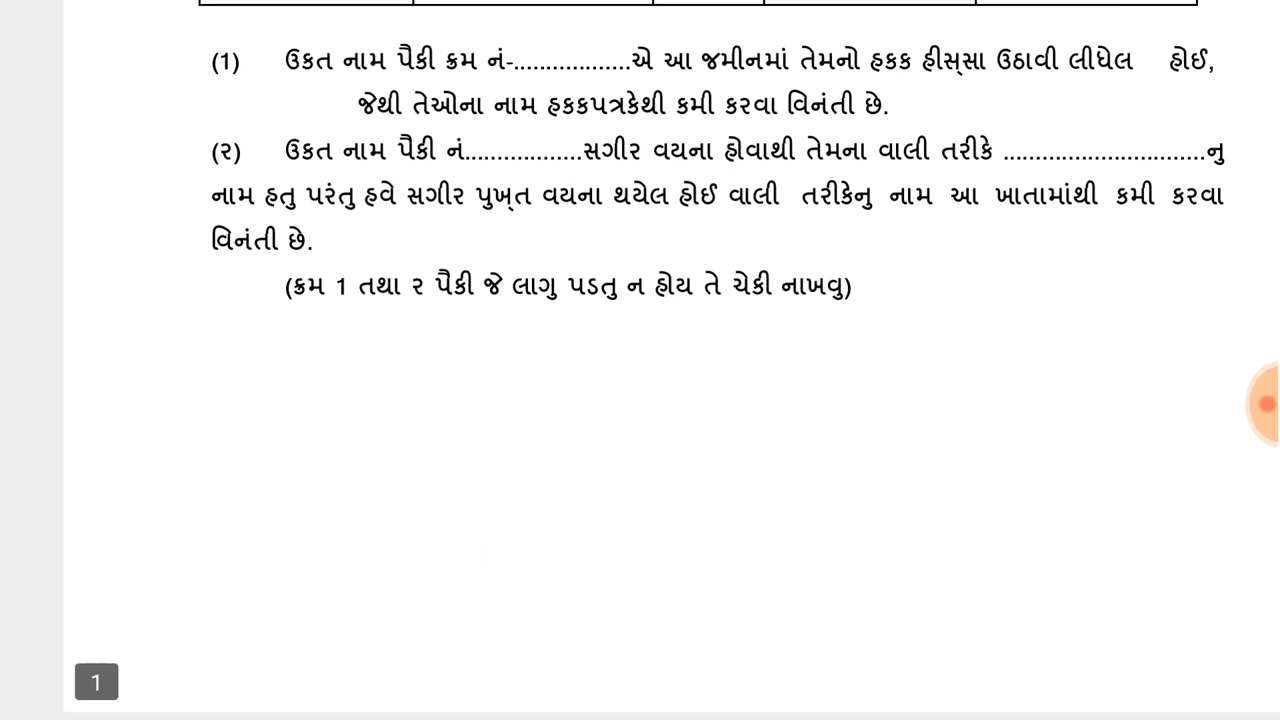 (1) ઉકત નામ પૈકી ક્રમ નં-..................એ આ જમીનમાં તેમનો હકક હીસ્સા ઉઠાવી લીધેલ હોઈ,
જેથી તેઓના નામ હકકપત્રકેથી કમી કરવા વિનંતી છે.
(૨) ઉકત નામ પૈકી નં..................સગીર વયના હોવાથી તેમના વાલી તરીકે ...............................નુ
નામ હતુ પરંતુ હવે સગીર પુખ્ત વયના થયેલ હોઈ વાલી તરીકેનુ નામ આ ખાતામાંથી કમી કરવા
વિનંતી છે.
(ક્રમ 1 તથા ૨ પૈકી જે લાગુ પડતુ ન હોય તે ચેકી નાખવુ)
1